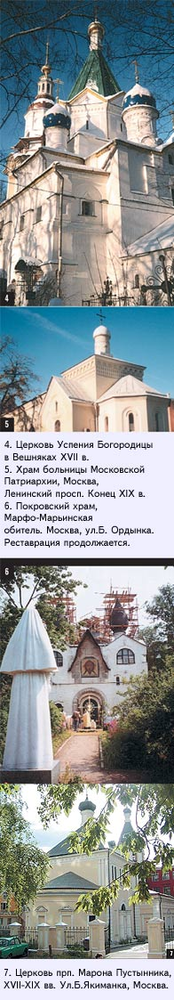 4
5
4. Церковь Успения Богородицы
в Вешняках XVII в.
5. Храм больницы Московской
Патриархии, Москва,
Ленинский просп. Конец XIX в.
6. Покровский храм,
Марфо-Марьинская
обитель. Москва, ул.Б. Ордынка.
Реставрация продолжается.
6
7
7. Церковь прп. Марона Пустынника,
XVII-XIX вв. Ул.Б.Якиманка, Москва.